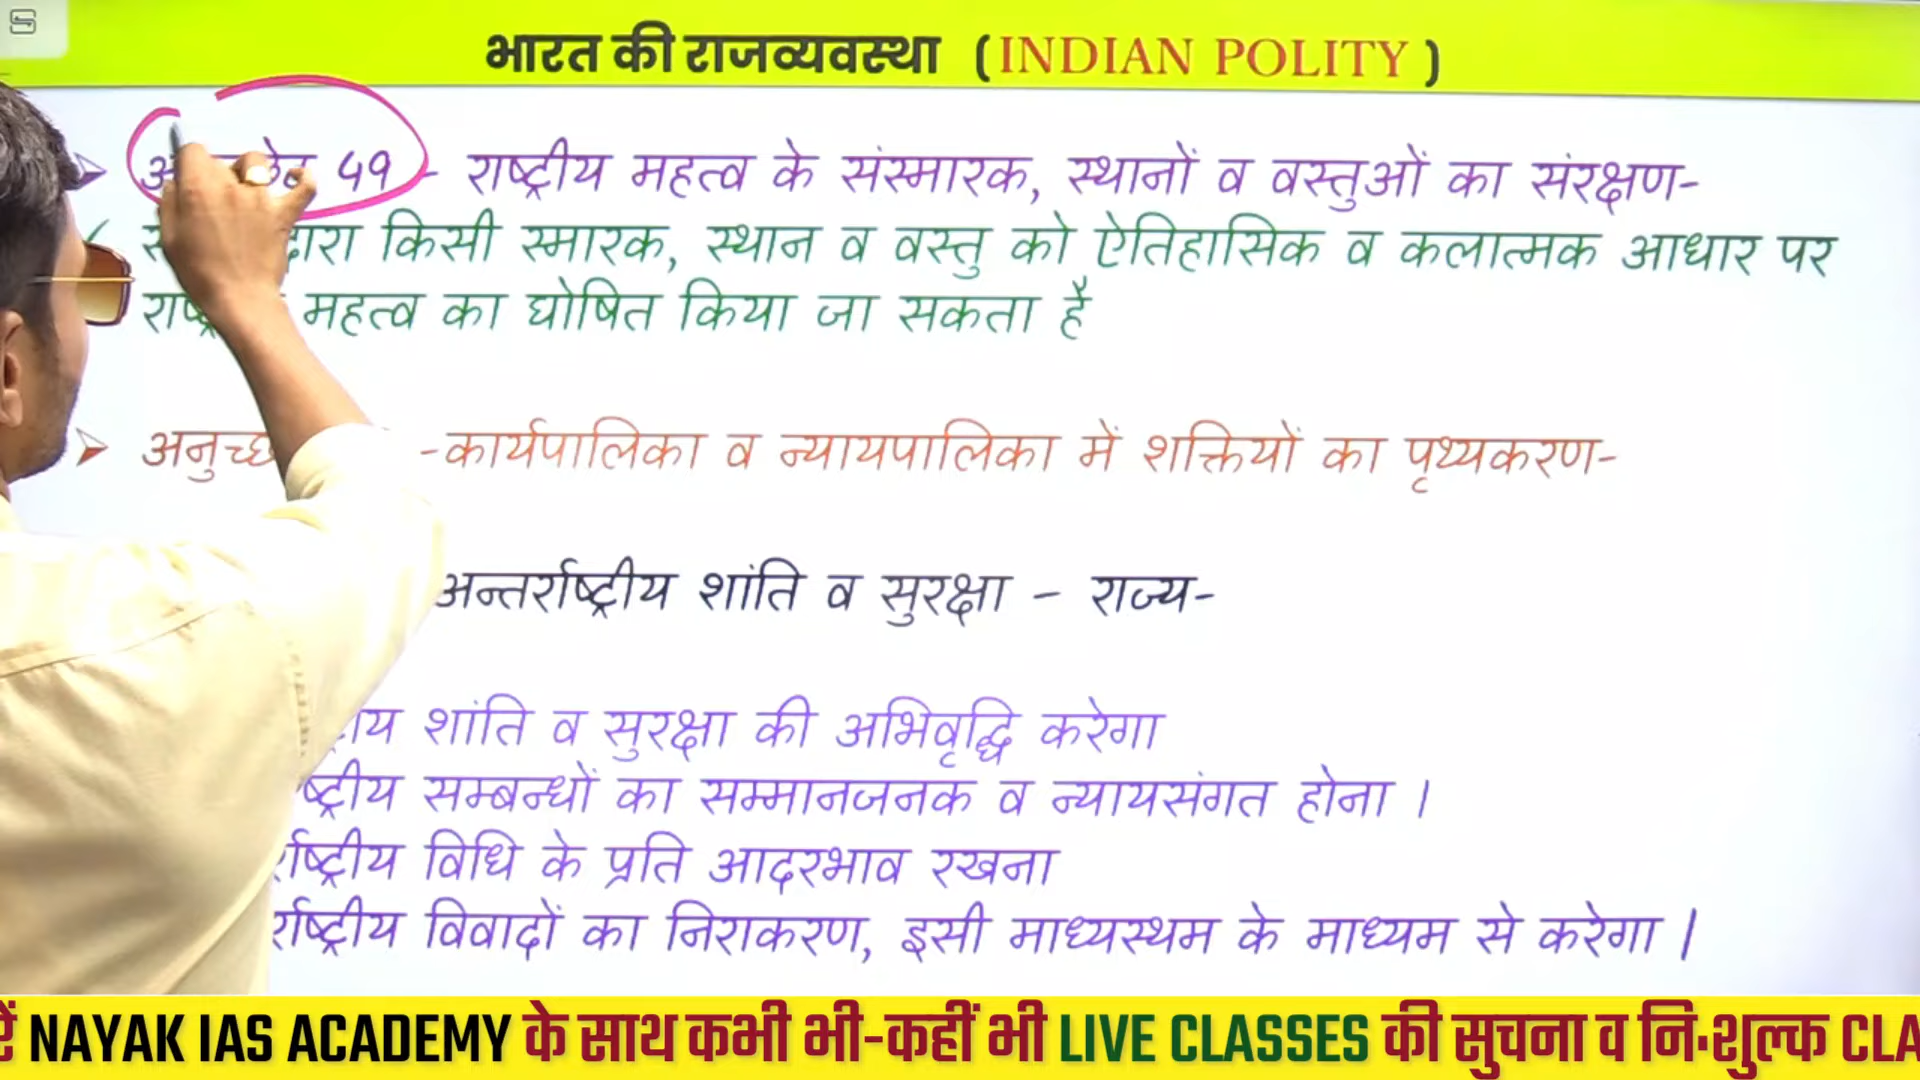 भारत की राजव्यवस्था (INDIAN POLITY)
49 - राष्ट्रीय महत्व के संस्मारक, स्थानों व वस्तुओं का संरक्षण-
किसी स्मारक, स्थान व वस्तु को ऐतिहासिक व कलात्मक आधार पर
महत्व का घोषित किया जा सकता है
-कार्यपालिका व न्यायपालिका में शक्तियों का पृथ्यकरण-
अन्तर्राष्ट्रीय शांति व सुरक्षा - राज्य-
शांति व सुरक्षा की अभिवृद्धि करेगा
सम्बन्धों का सम्मानजनक व न्यायसंगत होना ।
विधि के प्रति आदरभाव रखना
विवादों का निराकरण, इसी माध्यस्थम के माध्यम से करेगा ।
NAYAK IAS ACADEMY के साथ कभी भी-कहीं भी LIVE CLASSES की सुचना व नि:शुल्क CLA